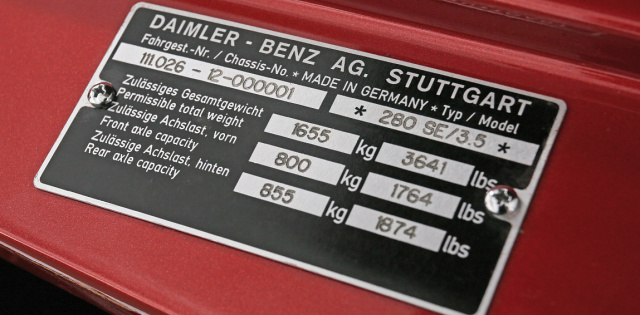 DAIMLER - BENZ AG. STUTTGART
Fahrgest.-Nr. / Chassis-No. * MADE IN GERMANY * Typ / Model
111.026 - 12-000001
* 280 SE/3.5 *
Zulässiges Gesamtgewicht
Permissible total weight
1655 kg 3641 lbs
Zulässige Achslast. vorn
Front axle capacity
800 kg 1764 lbs
Zulässige Achslast. hinten
Rear axle capacity
855 kg 1874 lbs